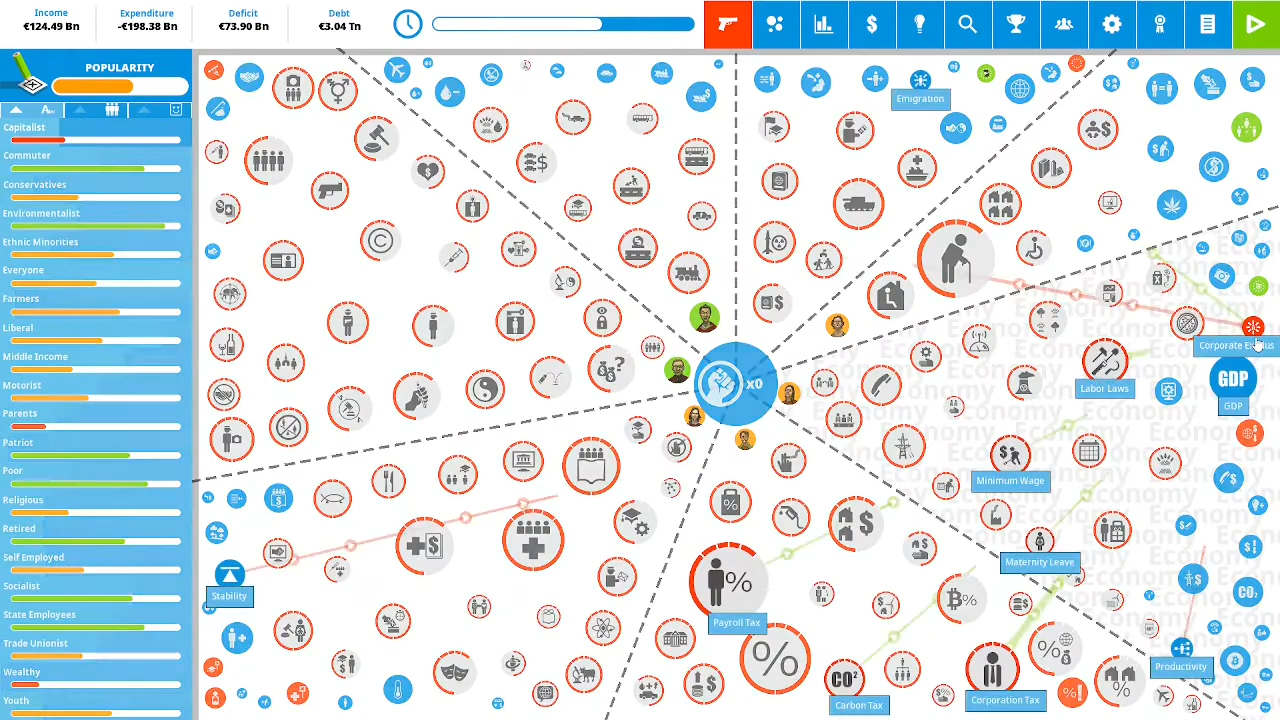 Income
€124.49 Bn
Expenditure
-€198.38 Bn
Deficit
€73.90 Bn
Debt
€3.04 Tn
POPULARITY
Capitalist
Commuter
Conservatives
Environmentalist
Ethnic Minorities
Everyone
Farmers
Liberal
Middle Income
Motorist
Parents
Patriot
Poor
Religious
Retired
Self Employed
Socialist
State Employees
Trade Unionist
Wealthy
Youth
Emigration
Corporate
GDP
GDP
Labor Laws
Minimum Wage
Maternity Leave
Stability
x0
Payroll Tax
CO²
Carbon Tax
Corporation Tax
Productivity
CO²
Economy